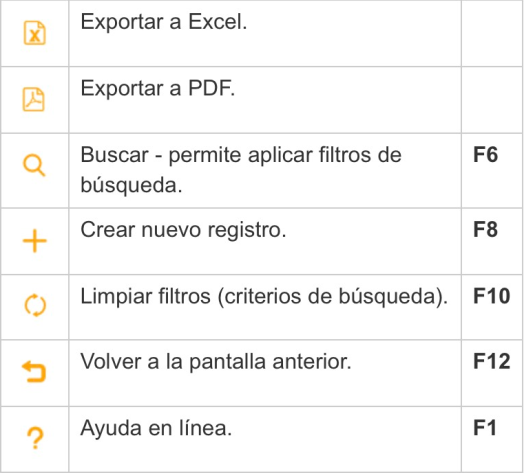 Exportar a Excel.
Exportar a PDF.
Buscar - permite aplicar filtros de
búsqueda.
F6
Crear nuevo registro.
F8
Limpiar filtros (criterios de búsqueda).
F10
Volver a la pantalla anterior.
F12
Ayuda en línea.
F1